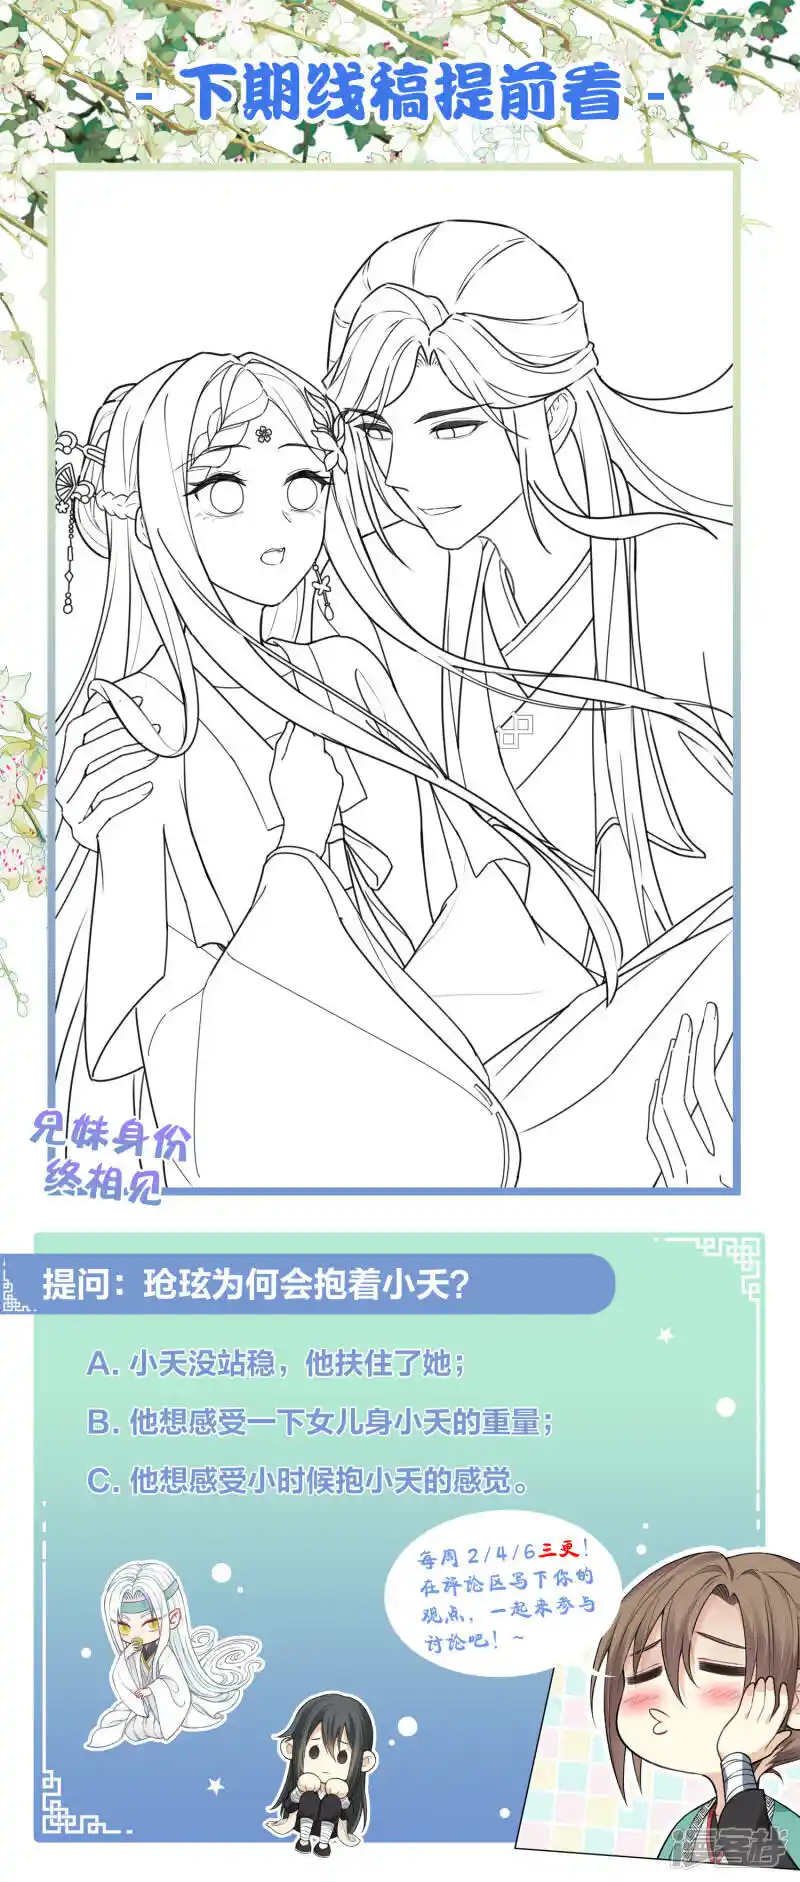 - 下期线稿提前看 -
兄妹身份
终相见
提问：玱玹为何会抱着小夭？
A. 小夭没站稳，他扶住了她；
B. 他想感受一下女儿身小夭的重量；
C. 他想感受小时候抱小夭的感觉。
每周 2/4/6三更！
在评论区写下你的
观点，一起来参与
讨论吧！~
漫客栈